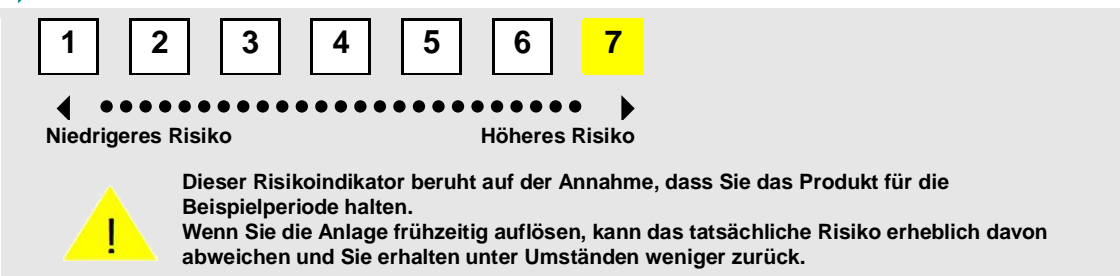 1 2 3 4 5 6 7
Niedrigeres Risiko Höheres Risiko
!
Dieser Risikoindikator beruht auf der Annahme, dass Sie das Produkt für die
Beispielperiode halten.
Wenn Sie die Anlage frühzeitig auflösen, kann das tatsächliche Risiko erheblich davon
abweichen und Sie erhalten unter Umständen weniger zurück.